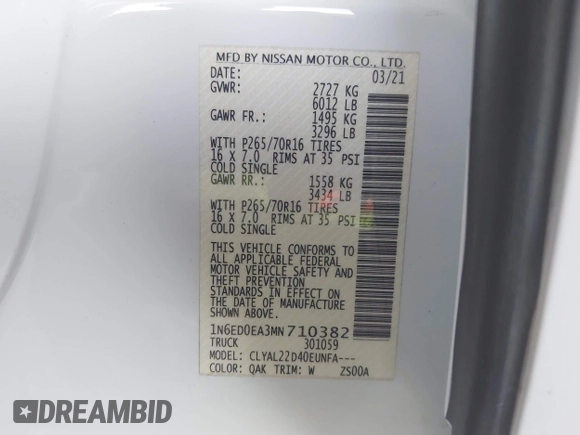 MFD BY NISSAN MOTOR CO., LTD.
DATE: 03/21
GVWR: 2727 KG
6012 LB
GAWR FR.: 1495 KG
3296 LB
WITH P265/70R16 TIRES
16 X 7.0 RIMS AT 35 PSI
COLD SINGLE
GAWR RR.: 1558 KG
3434 LB
WITH P265/70R16 TIRES
16 X 7.0 RIMS AT 35 PSI
COLD SINGLE
THIS VEHICLE CONFORMS TO
ALL APPLICABLE FEDERAL
MOTOR VEHICLE SAFETY AND
THEFT PREVENTION
STANDARDS IN EFFECT ON
THE DATE OF MANUFACTURE
SHOWN ABOVE.
1N6ED0EA3MN710382
TRUCK 301059
MODEL: CLYAL22D40EUNFA---
COLOR: QAK TRIM: W ZS00A
DREAMBID